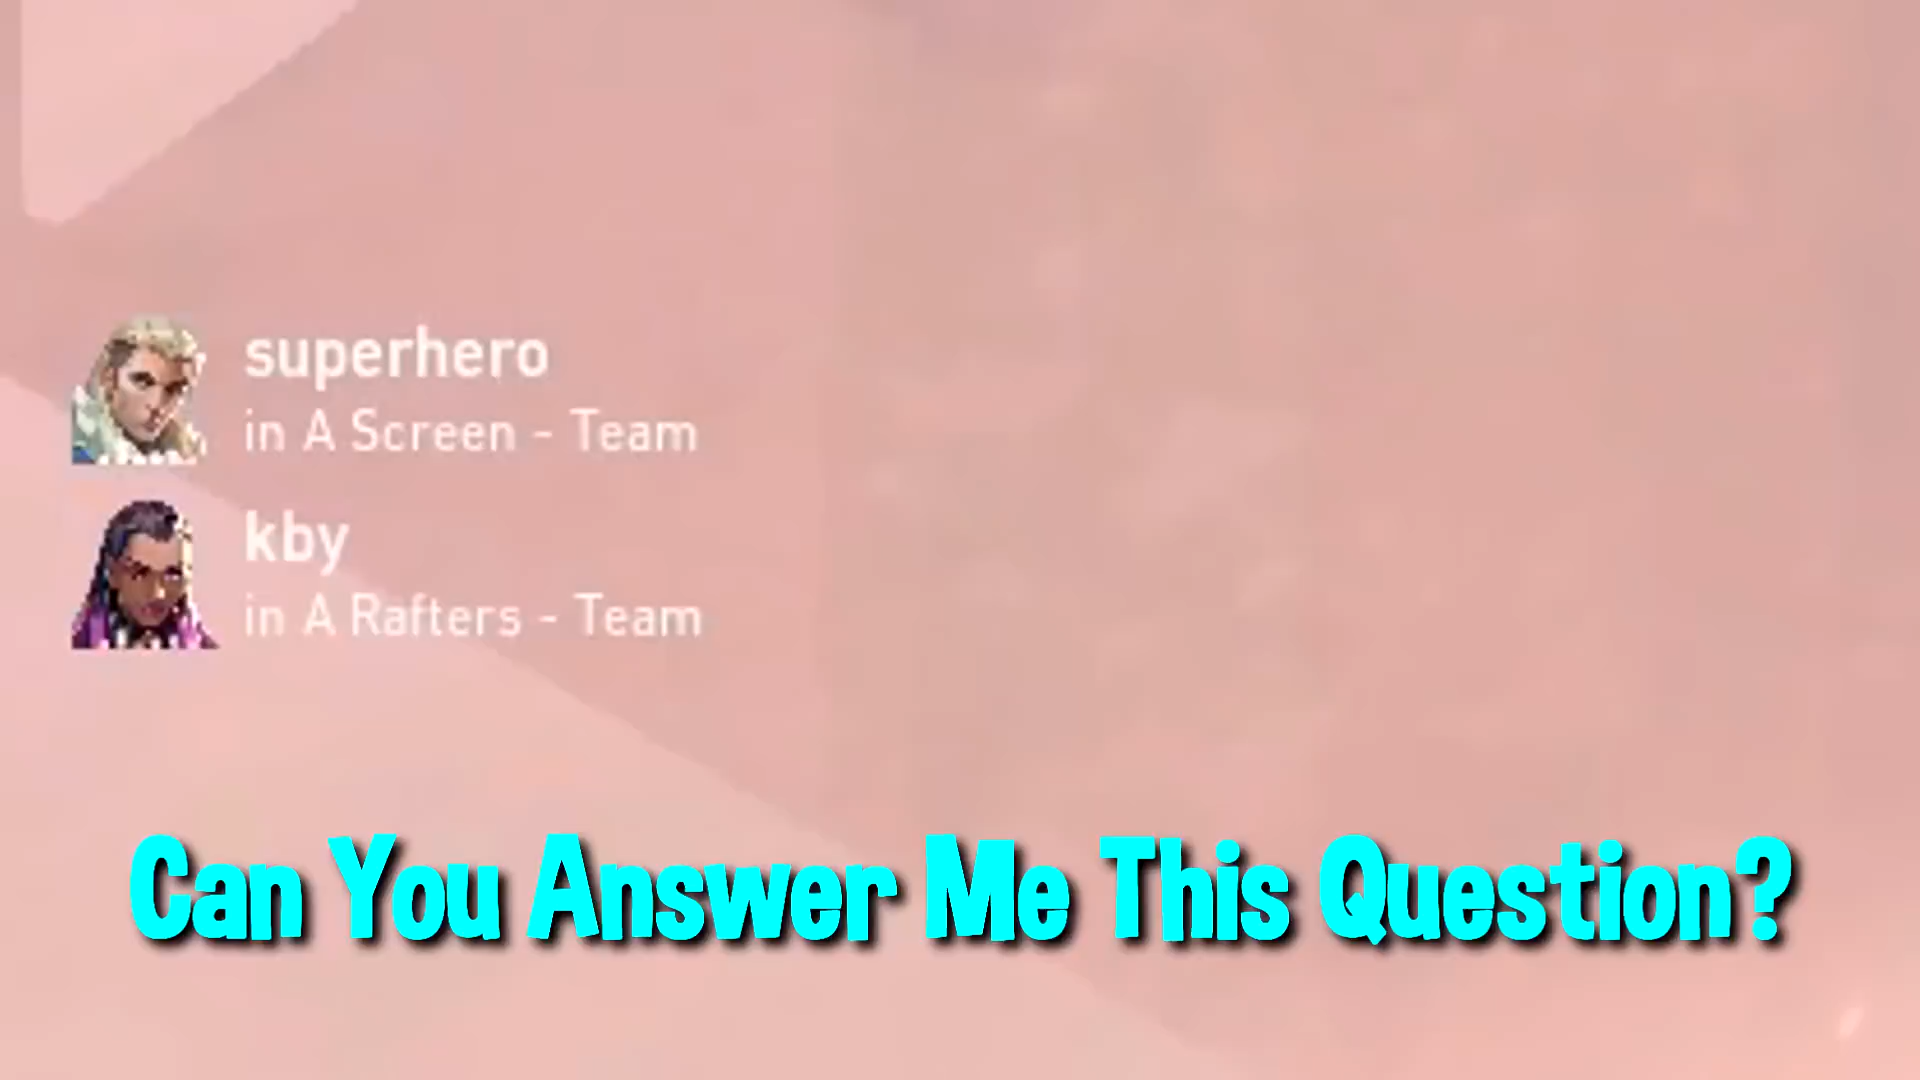 superhero
in A Screen - Team
kby
in A Rafters - Team
Can You Answer Me This Question?